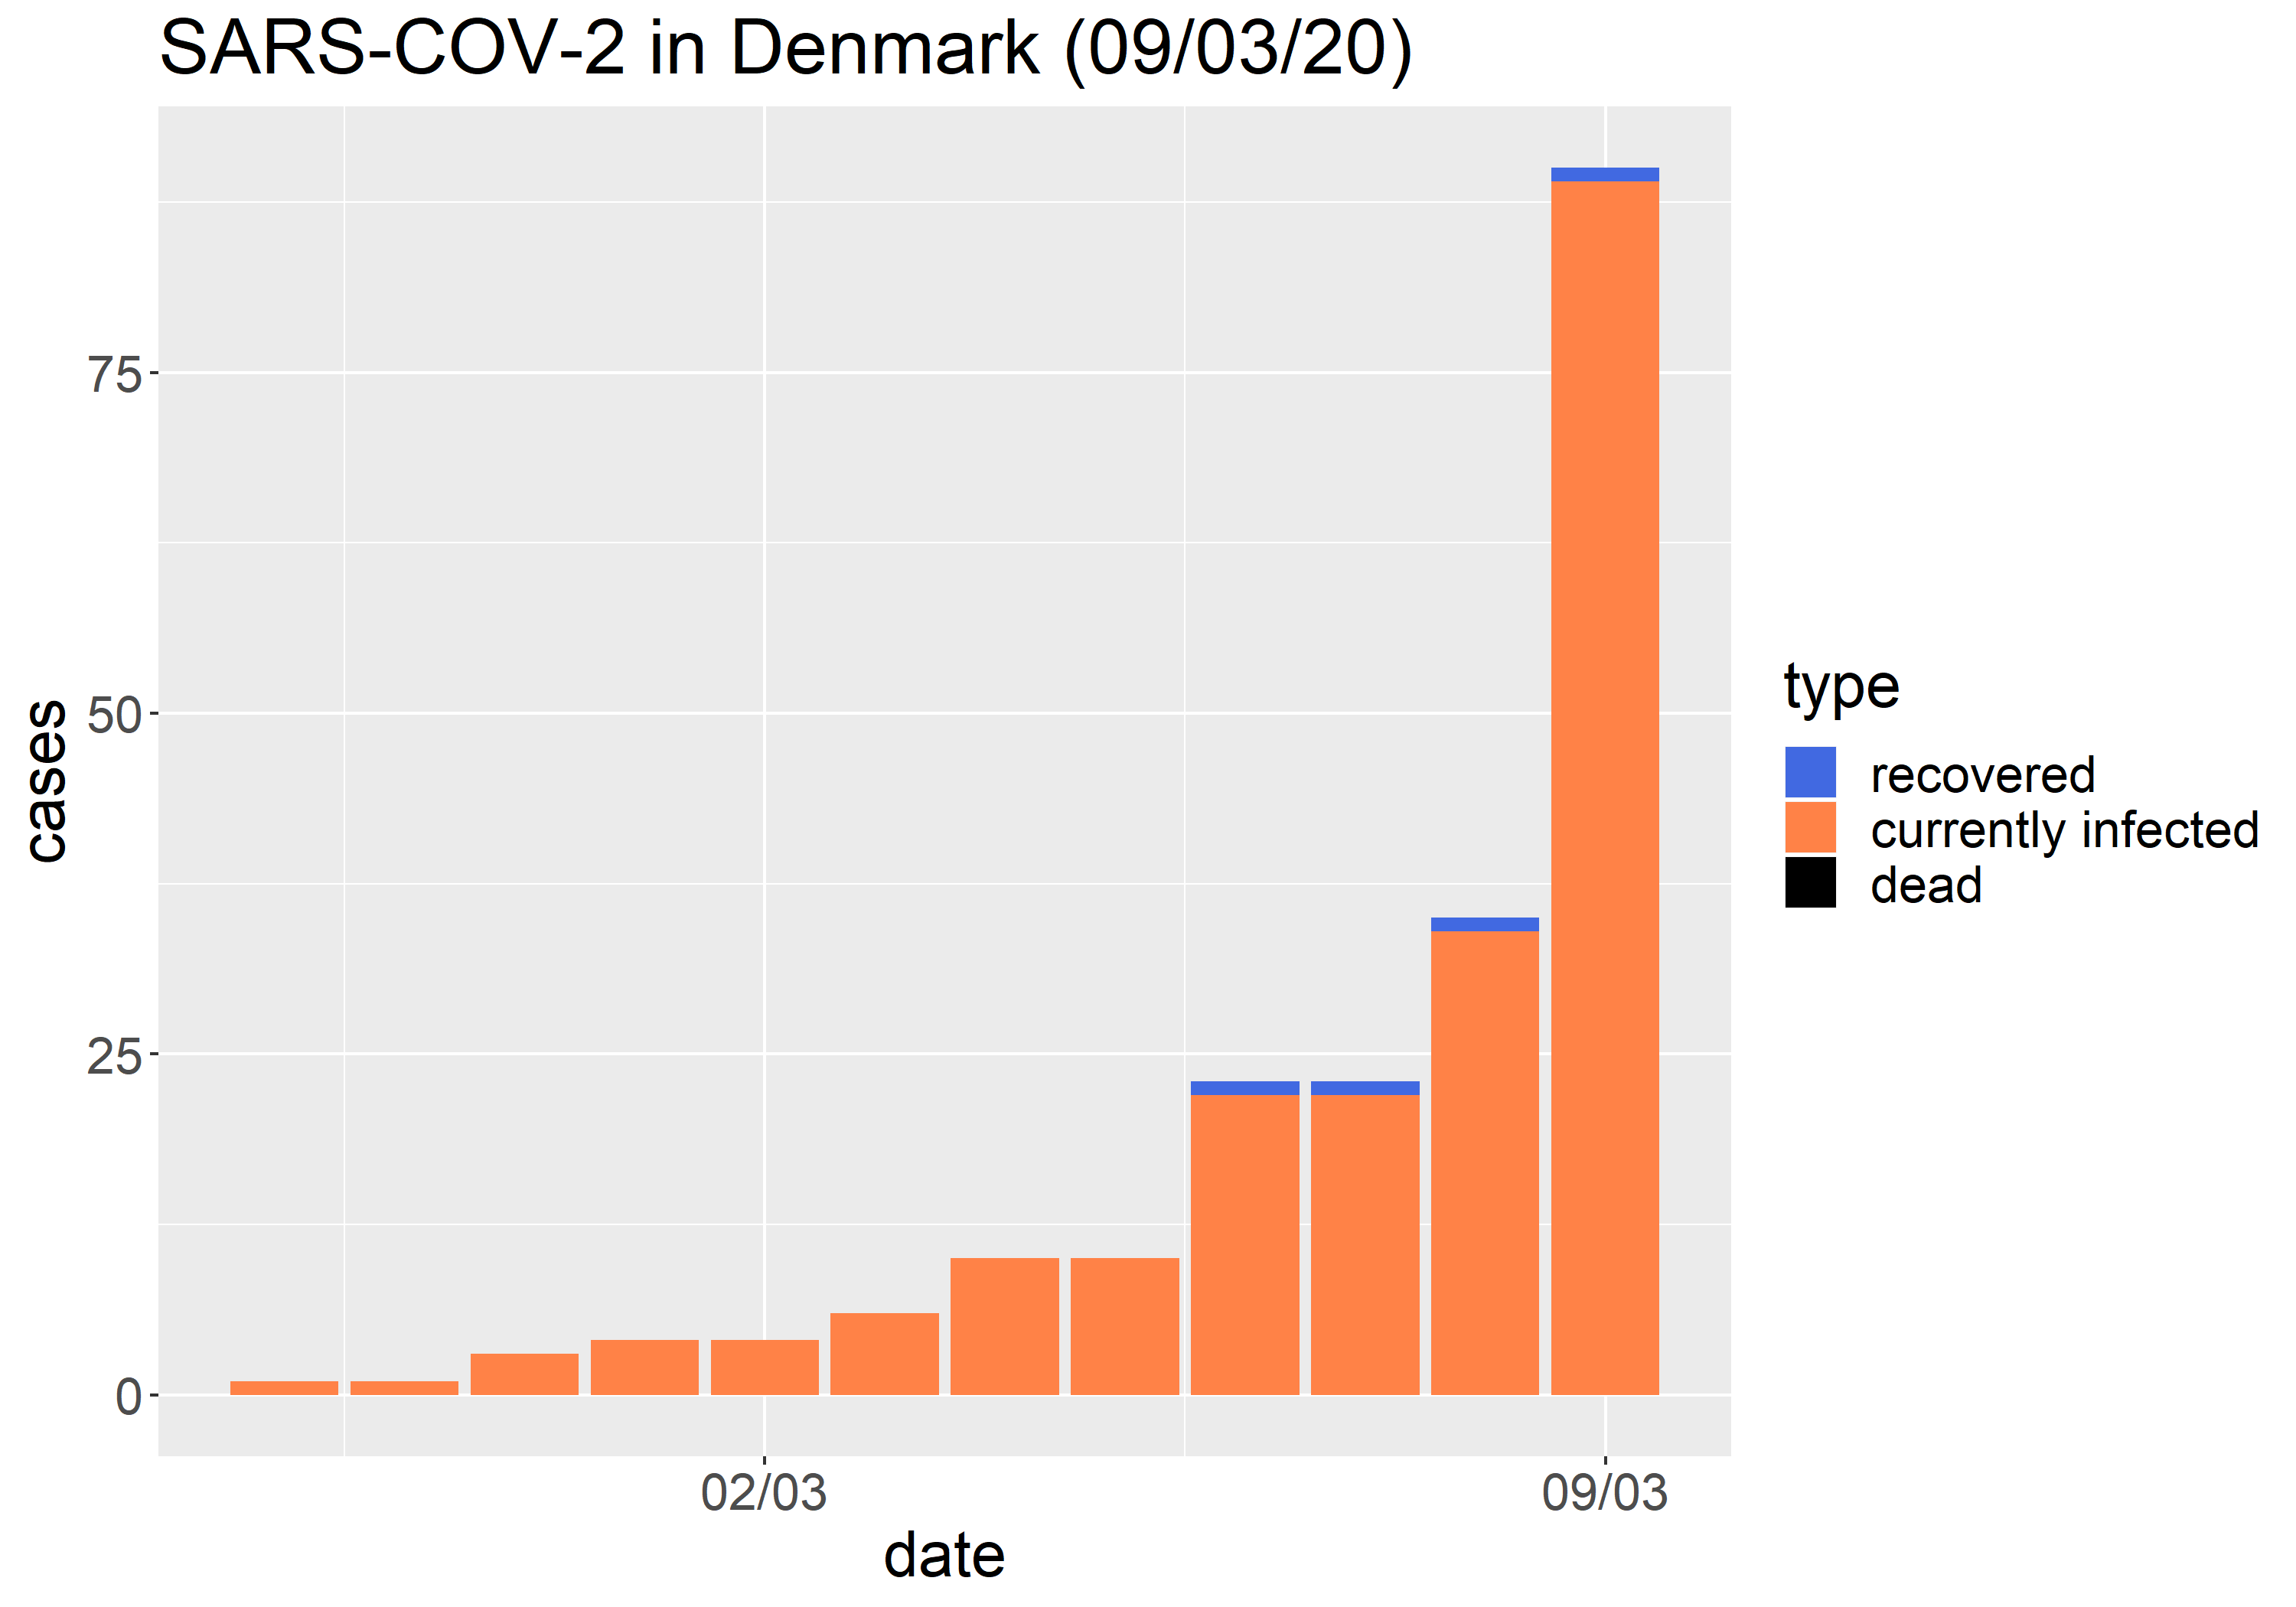 SARS-COV-2 in Denmark (09/03/20)
cases
75
50
25
0
02/03
09/03
date
type
recovered
currently infected
dead